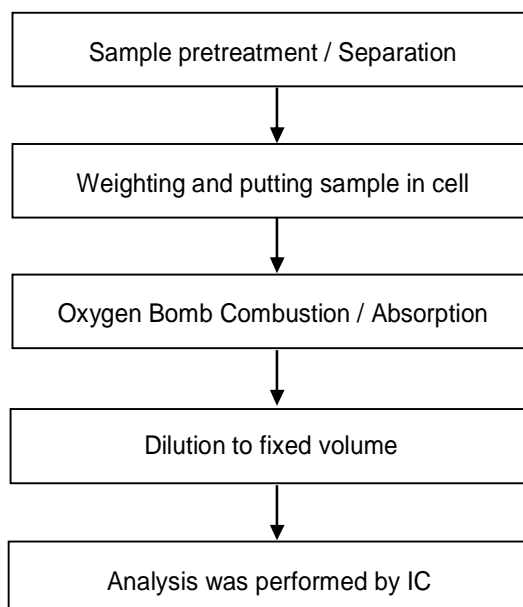 Sample pretreatment / Separation
Weighting and putting sample in cell
Oxygen Bomb Combustion / Absorption
Dilution to fixed volume
Analysis was performed by IC